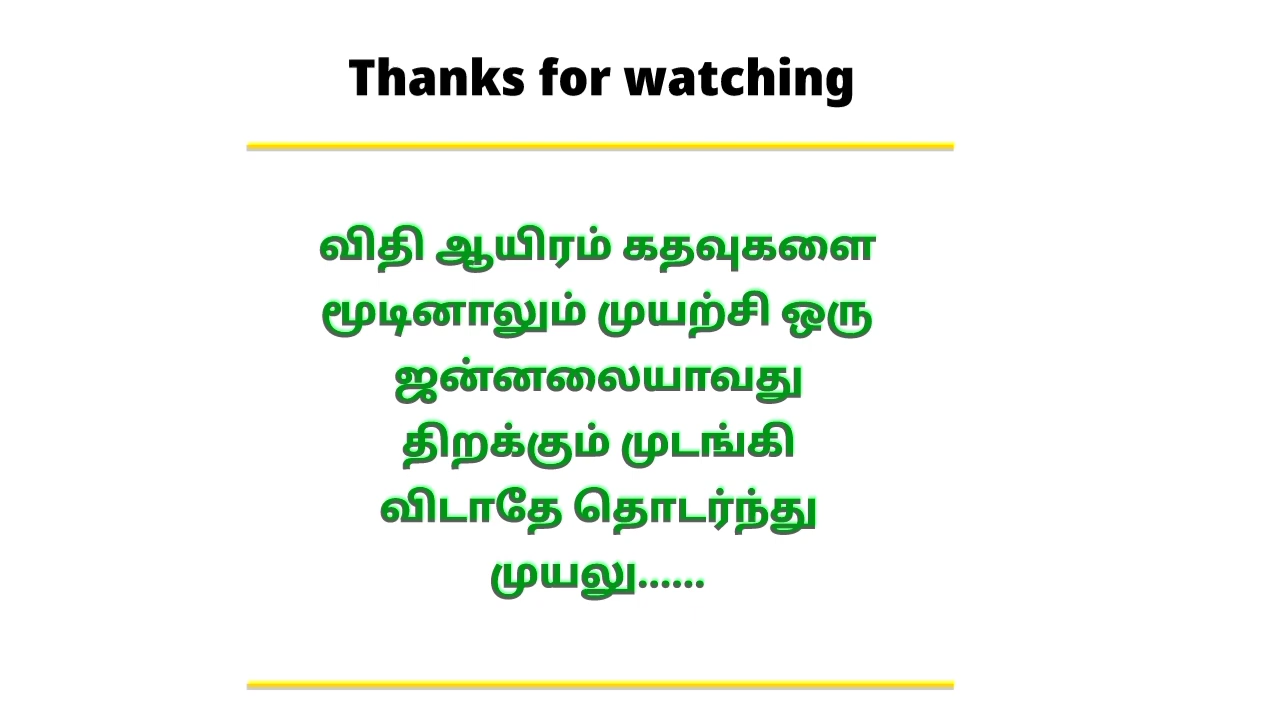 Thanks for watching
விதி ஆயிரம் கதவுகளை
மூடினாலும் முயற்சி ஒரு
ஜன்னலையாவது
திறக்கும் முடங்கி
விடாதே தொடர்ந்து
முயலு......